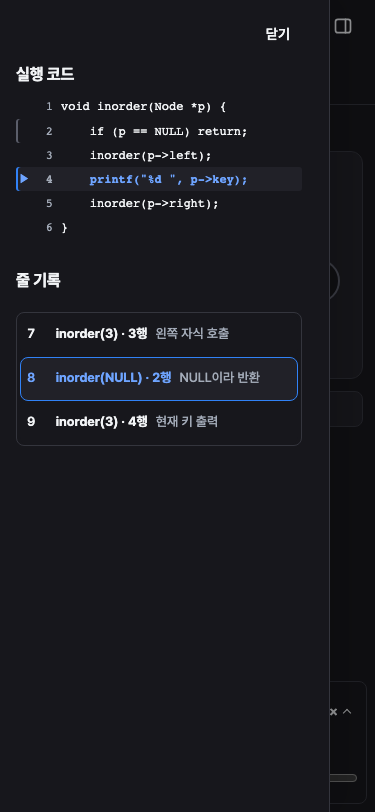 닫기
실행 코드
1 void inorder(Node *p) {
2     if (p == NULL) return;
3     inorder(p->left);
4     printf("%d ", p->key);
5     inorder(p->right);
6 }
줄 기록
7 inorder(3) · 3행 왼쪽 자식 호출
8 inorder(NULL) · 2행 NULL이라 반환
9 inorder(3) · 4행 현재 키 출력